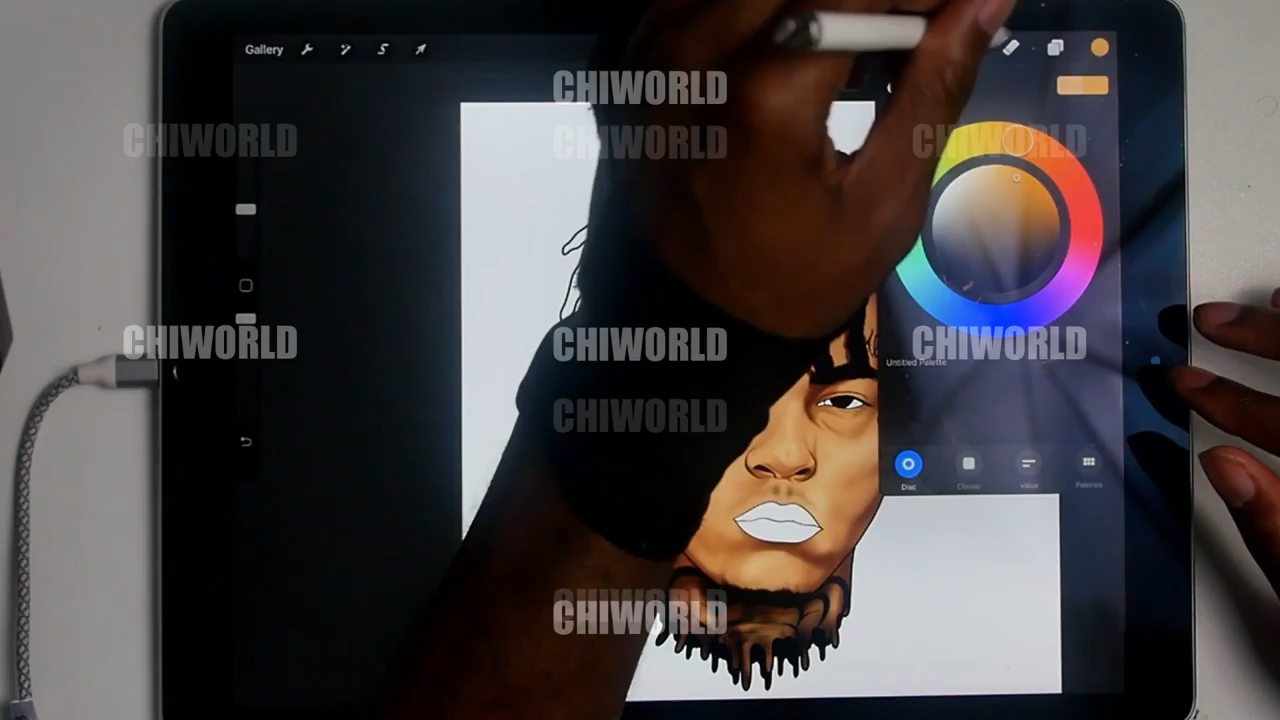 Gallery
CHIWORLD
CHIWORLD
CHIWORLD
CHIWORLD
CHIWORLD
CHIWORLD
CHIWORLD
Untitled Palette
CHIWORLD
Disc
Classic
Value
Palettes
CHIWORLD